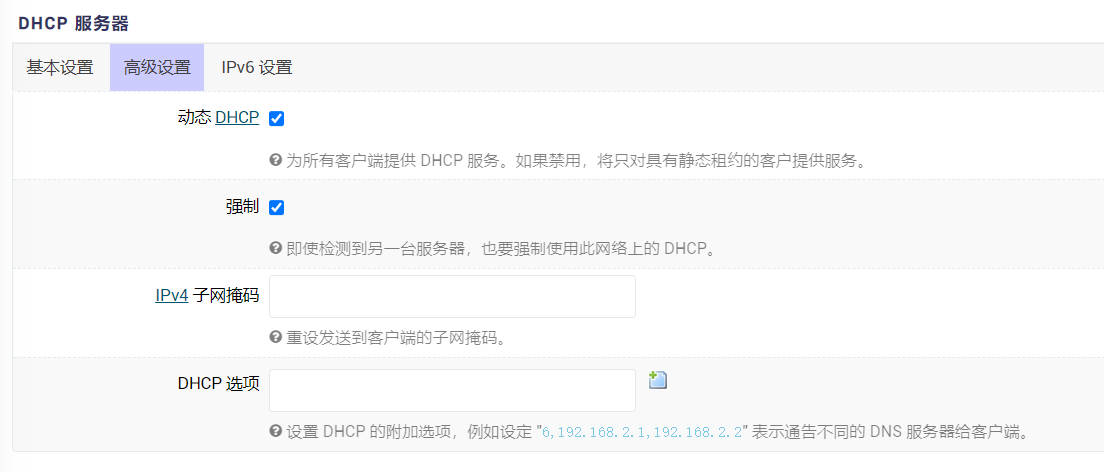 DHCP 服务器
基本设置 高级设置 IPv6 设置
动态 DHCP
为所有客户端提供 DHCP 服务。如果禁用，将只对具有静态租约的客户提供服务。
强制
即使检测到另一台服务器，也要强制使用此网络上的 DHCP。
IPv4 子网掩码
重设发送到客户端的子网掩码。
DHCP 选项
设置 DHCP 的附加选项，例如设定 "6,192.168.2.1,192.168.2.2" 表示通告不同的 DNS 服务器给客户端。